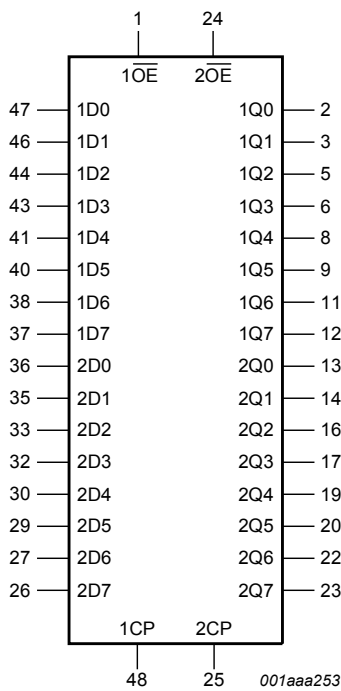 1 24
1O̅E̅ 2O̅E̅
47 1D0 1Q0 2
46 1D1 1Q1 3
44 1D2 1Q2 5
43 1D3 1Q3 6
41 1D4 1Q4 8
40 1D5 1Q5 9
38 1D6 1Q6 11
37 1D7 1Q7 12
36 2D0 2Q0 13
35 2D1 2Q1 14
33 2D2 2Q2 16
32 2D3 2Q3 17
30 2D4 2Q4 19
29 2D5 2Q5 20
27 2D6 2Q6 22
26 2D7 2Q7 23
1CP 2CP
48 25 001aaa253